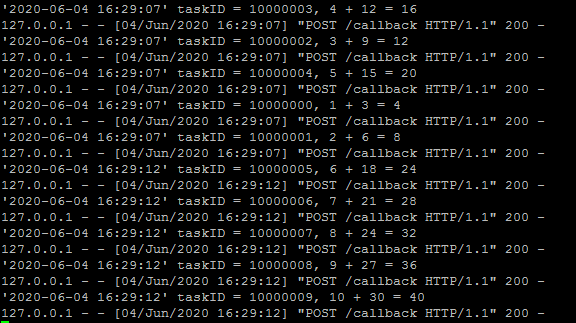 '2020-06-04 16:29:07' taskID = 10000003, 4 + 12 = 16
127.0.0.1 - - [04/Jun/2020 16:29:07] "POST /callback HTTP/1.1" 200 -
'2020-06-04 16:29:07' taskID = 10000002, 3 + 9 = 12
127.0.0.1 - - [04/Jun/2020 16:29:07] "POST /callback HTTP/1.1" 200 -
'2020-06-04 16:29:07' taskID = 10000004, 5 + 15 = 20
127.0.0.1 - - [04/Jun/2020 16:29:07] "POST /callback HTTP/1.1" 200 -
'2020-06-04 16:29:07' taskID = 10000000, 1 + 3 = 4
127.0.0.1 - - [04/Jun/2020 16:29:07] "POST /callback HTTP/1.1" 200 -
'2020-06-04 16:29:07' taskID = 10000001, 2 + 6 = 8
127.0.0.1 - - [04/Jun/2020 16:29:07] "POST /callback HTTP/1.1" 200 -
'2020-06-04 16:29:12' taskID = 10000005, 6 + 18 = 24
127.0.0.1 - - [04/Jun/2020 16:29:12] "POST /callback HTTP/1.1" 200 -
'2020-06-04 16:29:12' taskID = 10000006, 7 + 21 = 28
127.0.0.1 - - [04/Jun/2020 16:29:12] "POST /callback HTTP/1.1" 200 -
'2020-06-04 16:29:12' taskID = 10000007, 8 + 24 = 32
127.0.0.1 - - [04/Jun/2020 16:29:12] "POST /callback HTTP/1.1" 200 -
'2020-06-04 16:29:12' taskID = 10000008, 9 + 27 = 36
127.0.0.1 - - [04/Jun/2020 16:29:12] "POST /callback HTTP/1.1" 200 -
'2020-06-04 16:29:12' taskID = 10000009, 10 + 30 = 40
127.0.0.1 - - [04/Jun/2020 16:29:12] "POST /callback HTTP/1.1" 200 -